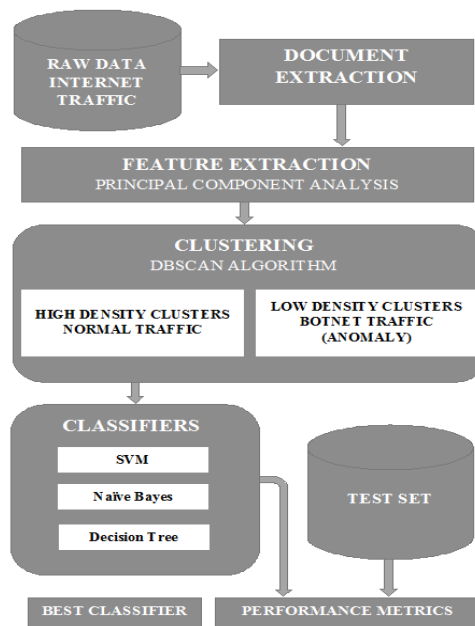 RAW DATA
INTERNET
TRAFFIC
DOCUMENT
EXTRACTION
FEATURE EXTRACTION
PRINCIPAL COMPONENT ANALYSIS
CLUSTERING
DBSCAN ALGORITHM
HIGH DENSITY CLUSTERS
NORMAL TRAFFIC
LOW DENSITY CLUSTERS
BOTNET TRAFFIC
(ANOMALY)
CLASSIFIERS
SVM
Naïve Bayes
Decision Tree
TEST SET
BEST CLASSIFIER
PERFORMANCE METRICS